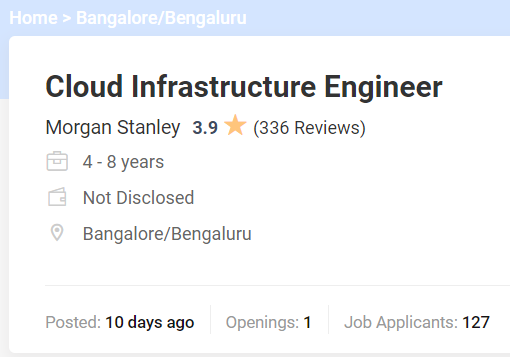 Home > Bangalore/Bengaluru
Cloud Infrastructure Engineer
Morgan Stanley 3.9 (336 Reviews)
4 - 8 years
Not Disclosed
Bangalore/Bengaluru
Posted: 10 days ago Openings: 1 Job Applicants: 127